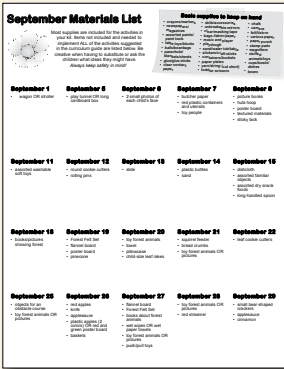 September Materials List
Most supplies are included for the activities in
your kit. Items not included and needed to
implement ALL of the activities suggested
in the curriculum guide are listed below. Be
creative when having to substitute or ask the
children what ideas they might have.
Always keep safety in mind!
Basic supplies to keep on hand
September 1
• wagon OR stroller
September 5
• play tunnel OR long
cardboard box
September 6
• 2 small photos of
each child's face
September 7
• butcher paper
• red plastic containers
and utensils
• toy people
September 8
• picture books
• hula hoop
• poster board
• textured materials
• sticky tack
September 11
• assorted washable
soft toys
September 12
• round cookie cutters
• rolling pins
September 13
• slide
September 14
• plastic bottles
• sand
September 15
• dishcloth
• assorted familiar
objects
• assorted dry snack
foods
• long-handled spoon
September 18
• books/pictures
showing forest
September 19
• Forest Felt Set
• flannel board
• poster board
• pinecone
September 20
• toy forest animals
• towel
• pillowcase
• child-size leaf rakes
September 21
• squirrel feeder
• bread crumbs
• toy forest animals OR
pictures
September 22
• leaf cookie cutters
September 25
• objects for an
obstacle course
• toy forest animals OR
pictures
September 26
• red apples
• knife
• applesauce
• plastic apples (2
colors) OR red and
green poster board
• baskets
September 27
• flannel board
• Forest Felt Set
• books about forest
animals
• wet wipes OR wet
paper towels
• toy forest animals OR
pictures
• push/pull toys
September 28
• toy forest animals OR
pictures
• red streamer
September 29
• small bear-shaped
crackers
• applesauce
• cinnamon